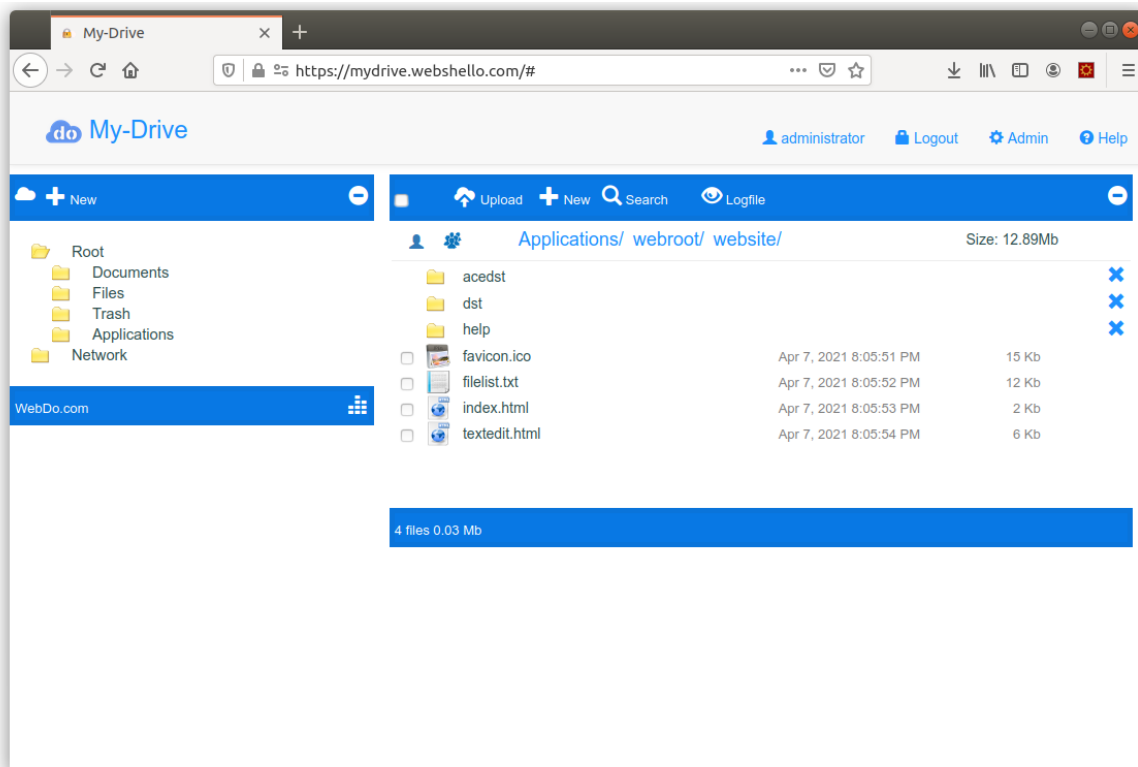 My-Drive
https://mydrive.webshello.com/#
do My-Drive
administrator Logout Admin Help
New
Upload New Search Logfile
Applications/ webroot/ website/ Size: 12.89Mb
Root
Documents
Files
Trash
Applications
Network
WebDo.com
acedst
dst
help
favicon.ico Apr 7, 2021 8:05:51 PM 15 Kb
filelist.txt Apr 7, 2021 8:05:52 PM 12 Kb
index.html Apr 7, 2021 8:05:53 PM 2 Kb
textedit.html Apr 7, 2021 8:05:54 PM 6 Kb
4 files 0.03 Mb